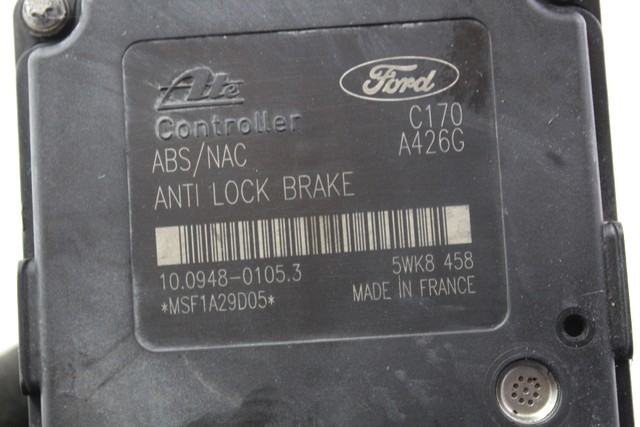 Ate
Ford
Controller
C170
ABS/NAC
A426G
ANTI LOCK BRAKE
10.0948-0105.3
5WK8 458
*MSF1A29D05*
MADE IN FRANCE